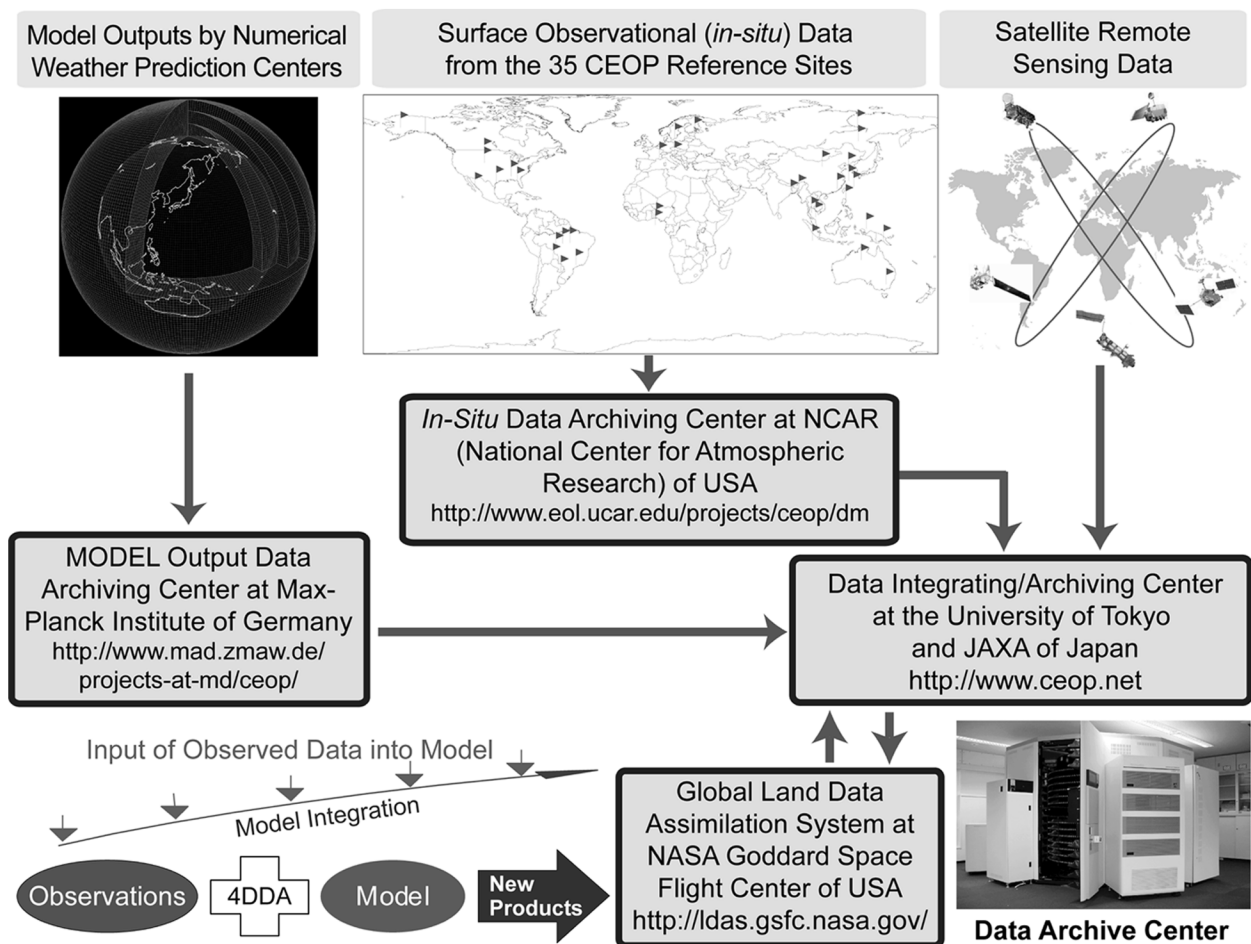 Model Outputs by Numerical
Weather Prediction Centers
Surface Observational (in-situ) Data
from the 35 CEOP Reference Sites
Satellite Remote
Sensing Data
In-Situ Data Archiving Center at NCAR
(National Center for Atmospheric
Research) of USA
http://www.eol.ucar.edu/projects/ceop/dm
MODEL Output Data
Archiving Center at Max-
Planck Institute of Germany
http://www.mad.zmaw.de/
projects-at-md/ceop/
Data Integrating/Archiving Center
at the University of Tokyo
and JAXA of Japan
http://www.ceop.net
Input of Observed Data into Model
Model Integration
Observations
4DDA
Model
New
Products
Global Land Data
Assimilation System at
NASA Goddard Space
Flight Center of USA
http://ldas.gsfc.nasa.gov/
Data Archive Center